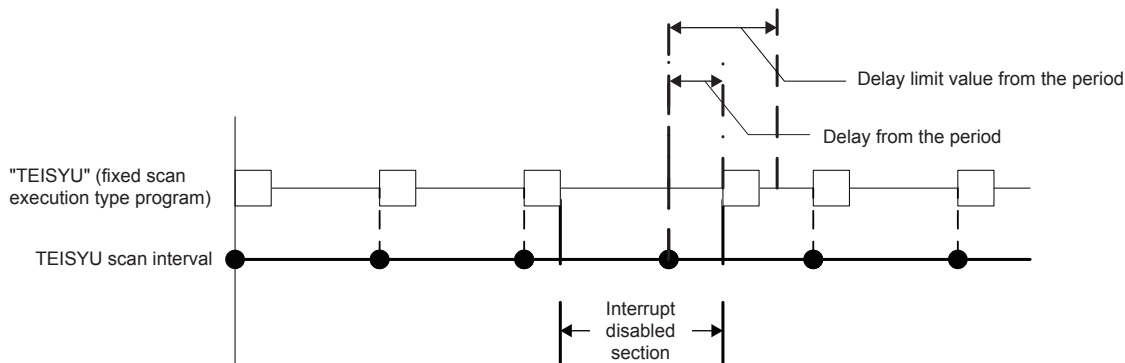 Delay limit value from the period
Delay from the period
"TEISYU" (fixed scan
execution type program)
TEISYU scan interval
Interrupt
disabled
section